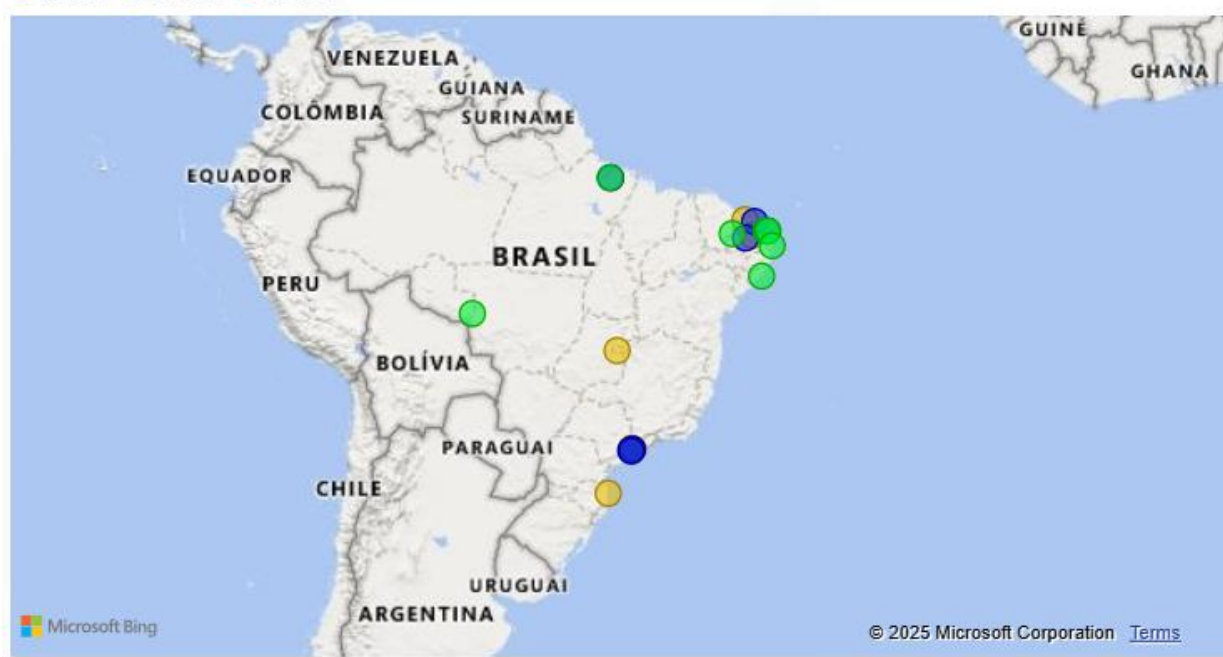 GUINÉ
VENEZUELA
GHANA
GUIANA
COLÔMBIA
SURINAME
EQUADOR
BRASIL
PERU
BOLÍVIA
PARAGUAI
CHILE
URUGUAI
ARGENTINA
Microsoft Bing
© 2025 Microsoft Corporation Terms